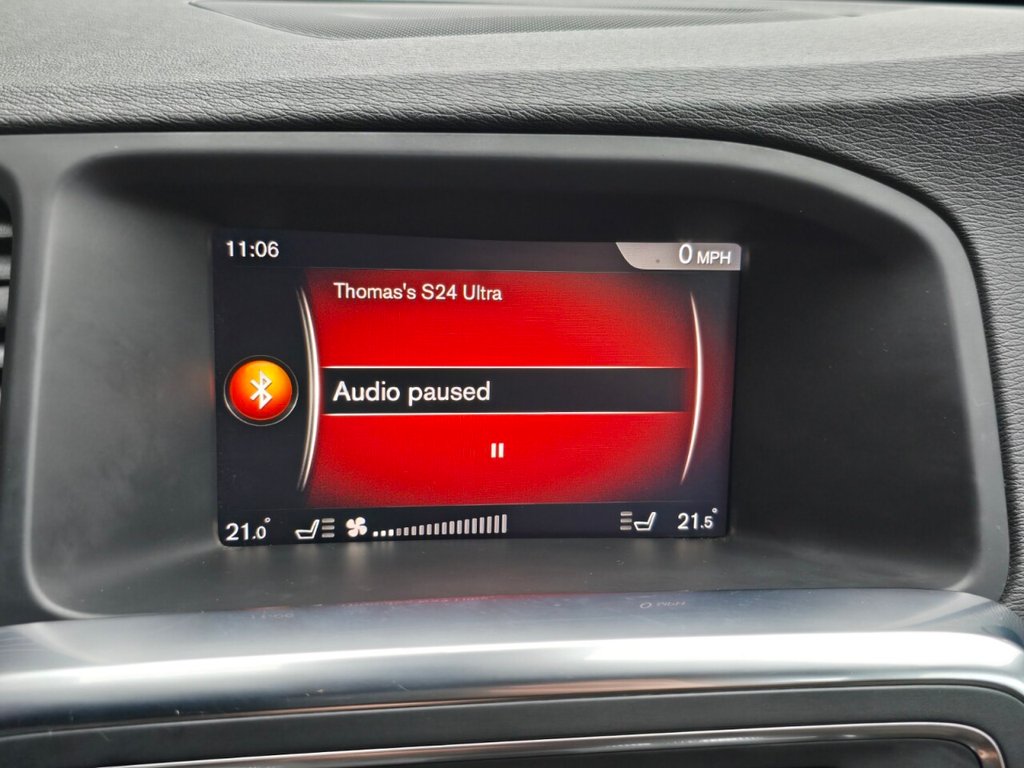 11:06
0 MPH
Thomas's S24 Ultra
Audio paused
21.0°
21.5°